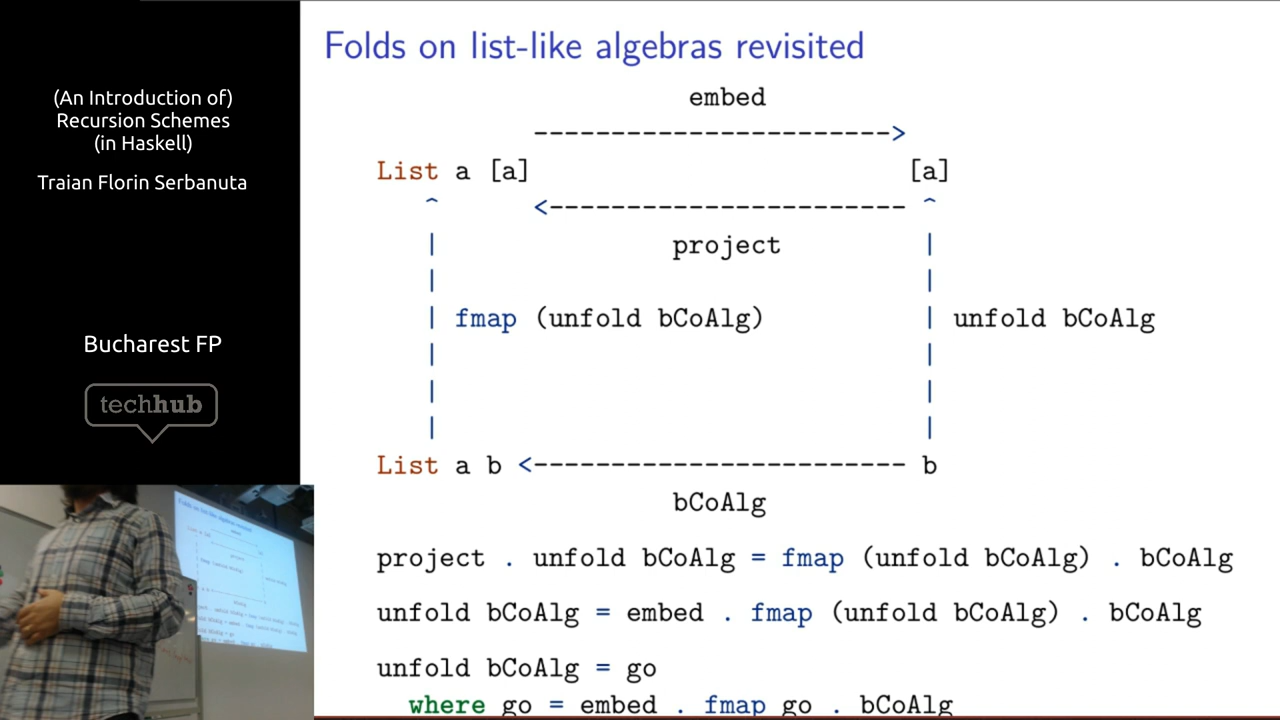 (An Introduction of)
Recursion Schemes
(in Haskell)
Traian Florin Serbanuta
Bucharest FP
techhub
Folds on list-like algebras revisited
embed
----------------------->
List a [a] [a]
^ <----------------------- ^
| project |
| |
| fmap (unfold bCoAlg) | unfold bCoAlg
| |
| |
| |
List a b <------------------------ b
bCoAlg
project . unfold bCoAlg = fmap (unfold bCoAlg) . bCoAlg
unfold bCoAlg = embed . fmap (unfold bCoAlg) . bCoAlg
unfold bCoAlg = go
where go = embed . fmap go . bCoAlg